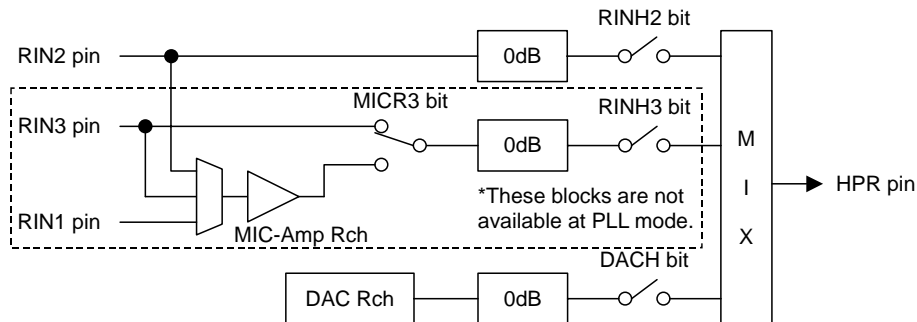 RINH2 bit
RIN2 pin
0dB
MICR3 bit
RINH3 bit
RIN3 pin
0dB
M
I
X
HPR pin
*These blocks are not
available at PLL mode.
RIN1 pin
MIC-Amp Rch
DACH bit
DAC Rch
0dB